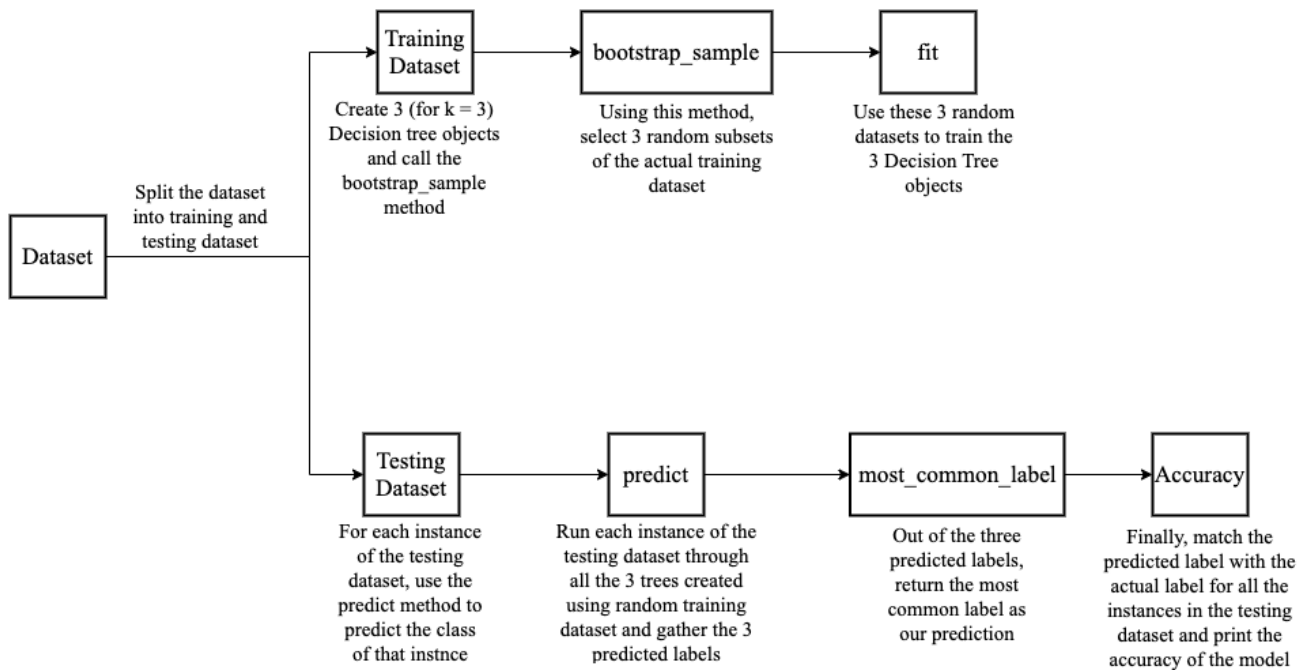 Training
Dataset
bootstrap_sample
fit
Create 3 (for k = 3)
Decision tree objects
and call the
bootstrap_sample
method
Using this method,
select 3 random subsets
of the actual training
dataset
Use these 3 random
datasets to train the
3 Decision Tree
objects
Split the dataset
into training and
testing dataset
Dataset
Testing
Dataset
predict
most_common_label
Accuracy
For each instance
of the testing
dataset, use the
predict method to
predict the class
of that instnce
Run each instance of the
testing dataset through
all the 3 trees created
using random training
dataset and gather the 3
predicted labels
Out of the three
predicted labels,
return the most
common label as
our prediction
Finally, match the
predicted label with the
actual label for all the
instances in the testing
dataset and print the
accuracy of the model